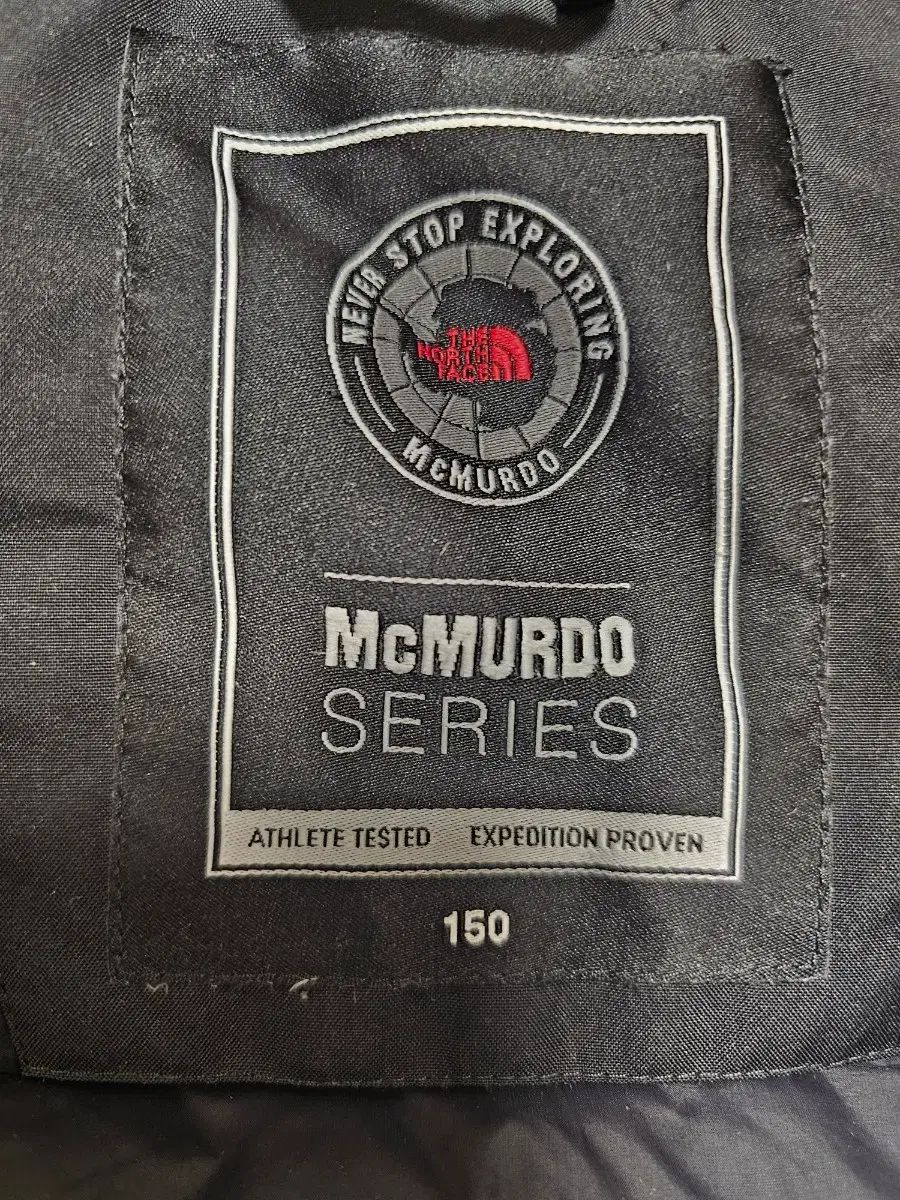 NEVER STOP EXPLORING
THE
NORTH
FACE
McMURDO
McMURDO
SERIES
ATHLETE TESTED EXPEDITION PROVEN
150